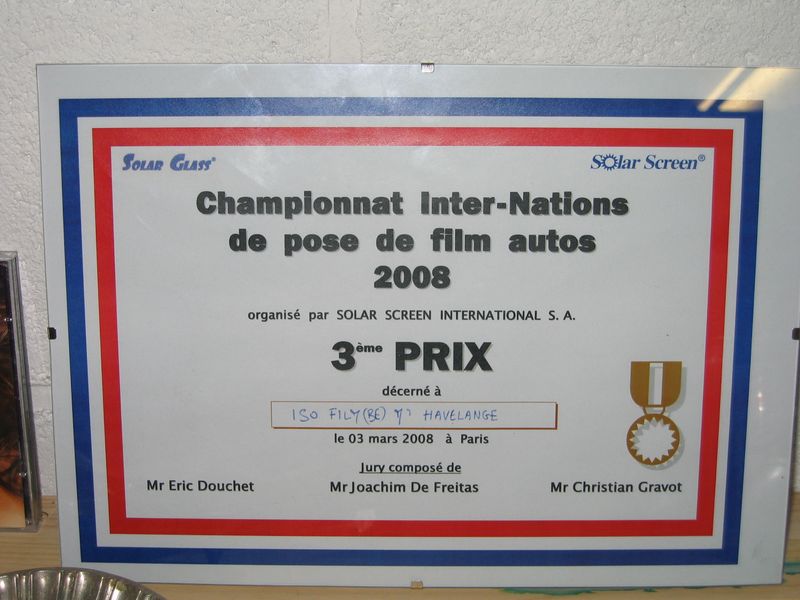 SOLAR GLASS®
Solar Screen®
Championnat Inter-Nations
de pose de film autos
2008
organisé par SOLAR SCREEN INTERNATIONAL S. A.
3ème PRIX
décerné à
ISO FILM (BE) Mr HAVELANGE
le 03 mars 2008 à Paris
Jury composé de
Mr Eric Douchet
Mr Joachim De Freitas
Mr Christian Gravot